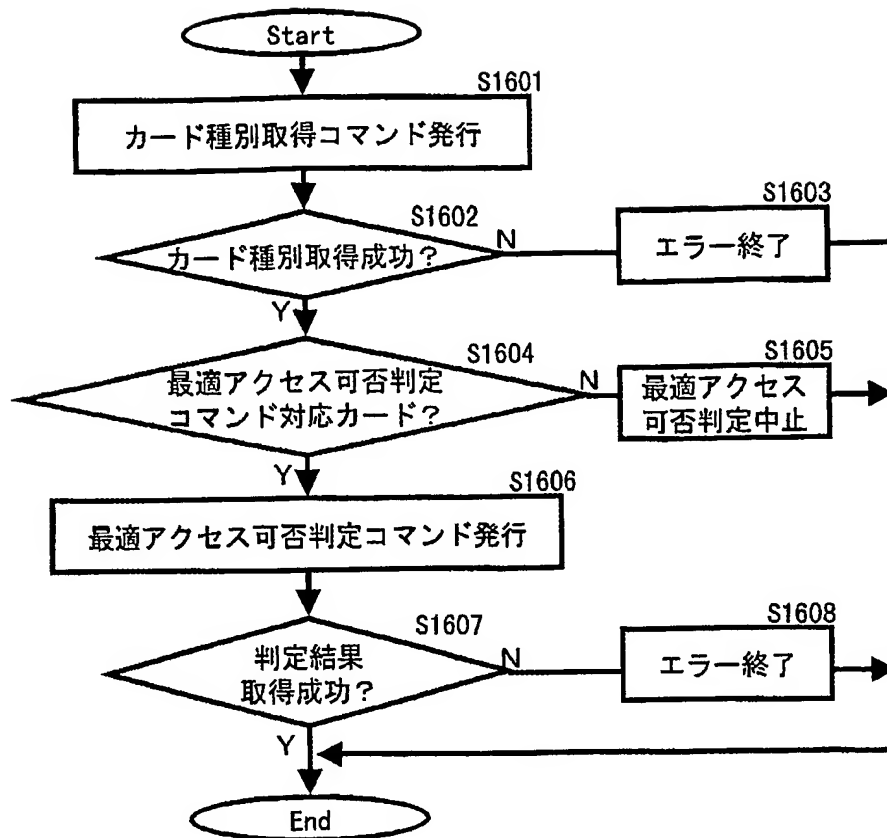 Start
S1601
カード種別取得コマンド発行
S1602
カード種別取得成功？
N
S1603
エラー終了
Y
S1604
最適アクセス可否判定
コマンド対応カード？
N
S1605
最適アクセス
可否判定中止
Y
S1606
最適アクセス可否判定コマンド発行
S1607
判定結果
取得成功？
N
S1608
エラー終了
Y
End